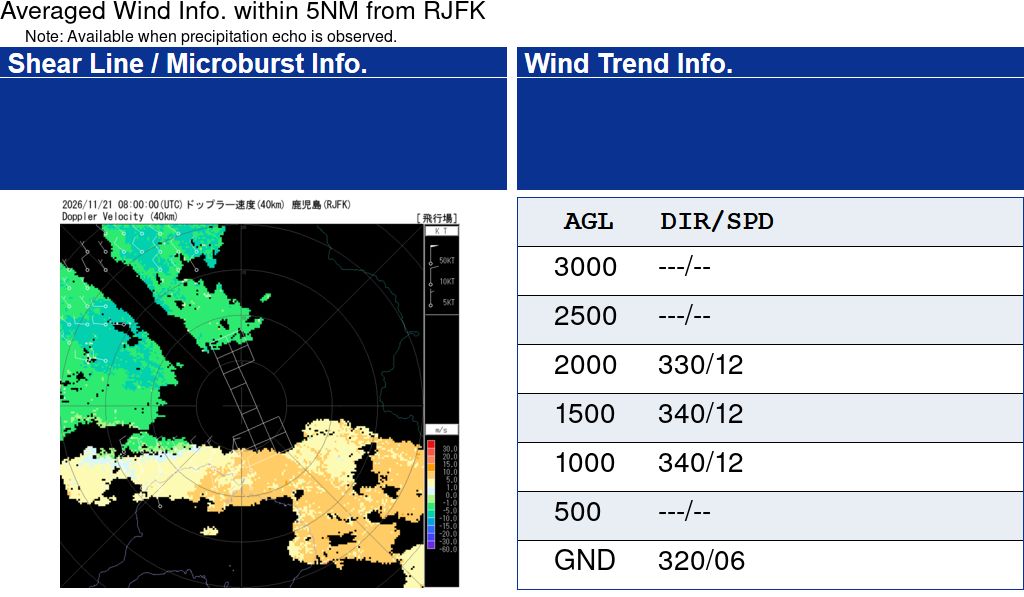 Averaged Wind Info. within 5NM from RJFK
Note: Available when precipitation echo is observed.
Shear Line / Microburst Info.
Wind Trend Info.
2026/11/21 08:00:00(UTC) ドップラー速度(40km) 鹿児島(RJFK)
Doppler Velocity (40km)
[飛行場]
K T
50KT
10KT
5KT
m/s
30.0
20.0
15.0
10.0
5.0
1.0
0.0
-1.0
-5.0
-10.0
-15.0
-20.0
-30.0
-60.0
AGL DIR/SPD
3000 ---/--
2500 ---/--
2000 330/12
1500 340/12
1000 340/12
500 ---/--
GND 320/06